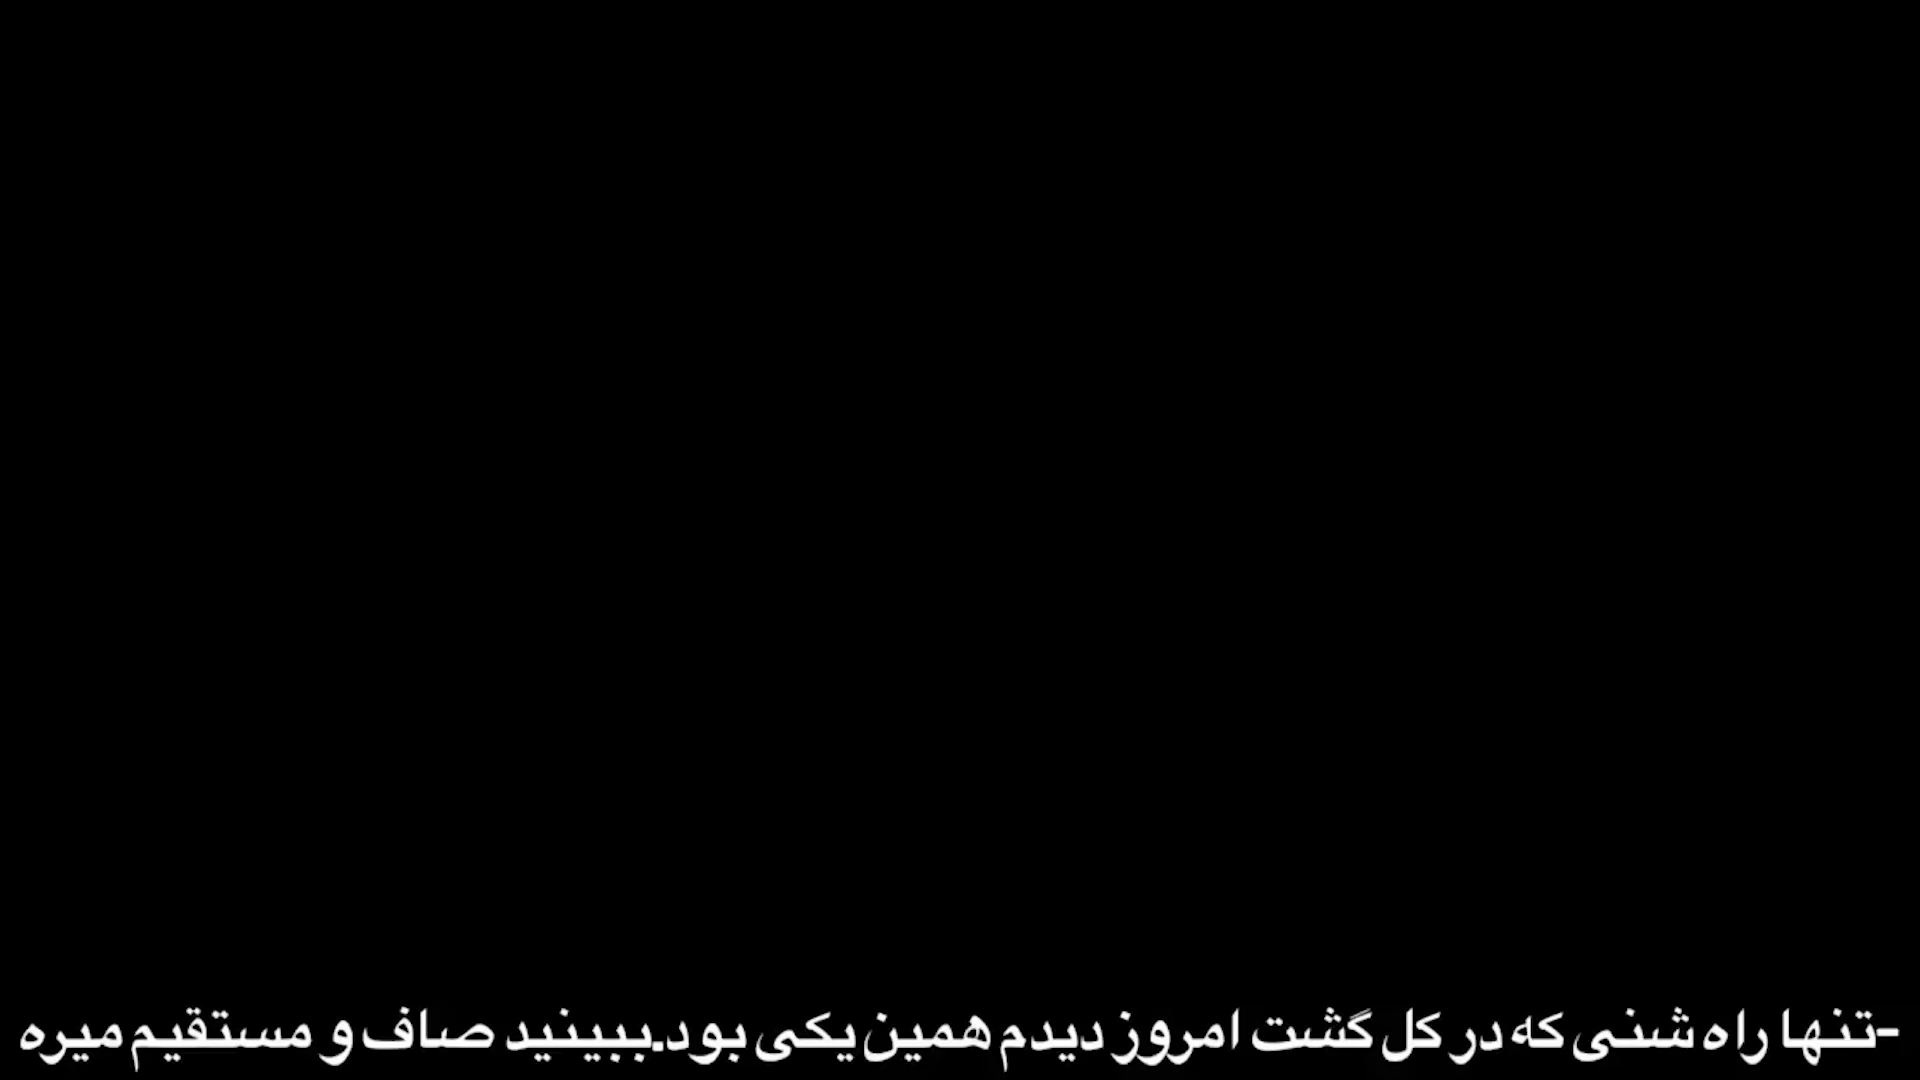 -تنها راه شنی که در کل گشت امروز دیدم همین یکی بود.ببینید صاف و مستقیم میره